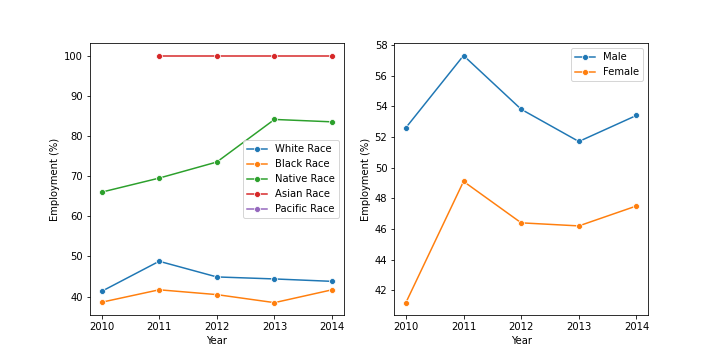 100
90
80
70
60
50
40
Employment (%)
2010 2011 2012 2013 2014
Year
White Race
Black Race
Native Race
Asian Race
Pacific Race
58
56
54
52
50
48
46
44
42
Employment (%)
2010 2011 2012 2013 2014
Year
Male
Female